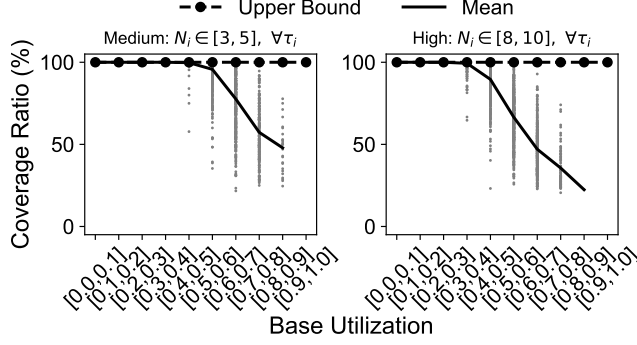 Upper Bound Mean
Medium: N_i ∈ [3, 5], ∀τ_i High: N_i ∈ [8, 10], ∀τ_i
Coverage Ratio (%)
100
50
0
100
50
0
[0.0,0.1] [0.1,0.2] [0.2,0.3] [0.3,0.4] [0.4,0.5] [0.5,0.6] [0.6,0.7] [0.7,0.8] [0.8,0.9] [0.9,1.0]
[0.0,0.1] [0.1,0.2] [0.2,0.3] [0.3,0.4] [0.4,0.5] [0.5,0.6] [0.6,0.7] [0.7,0.8] [0.8,0.9] [0.9,1.0]
Base Utilization